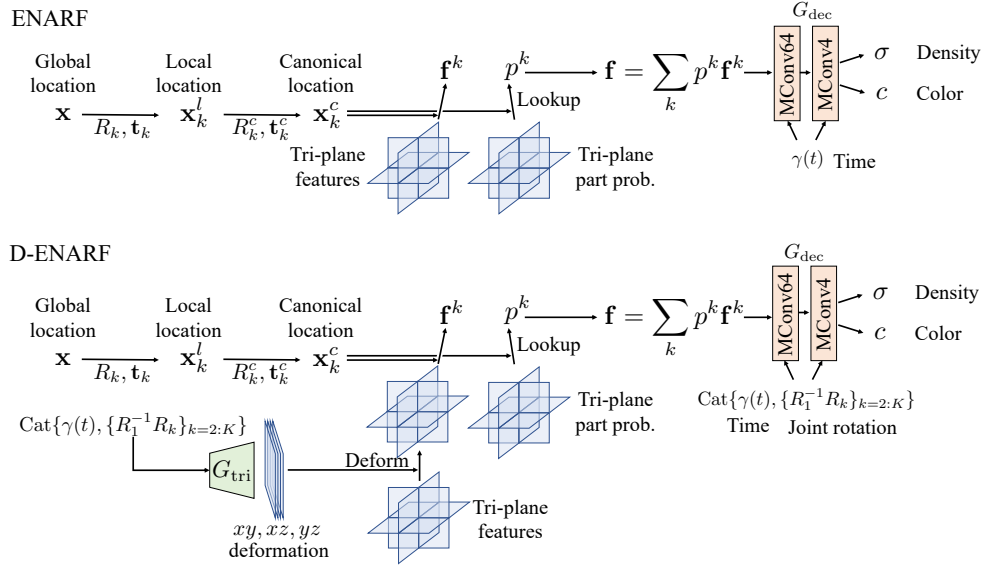 ENARF
Global location
Local location
Canonical location
x
R_k, t_k
x_k^l
R_k^c, t_k^c
x_k^c
f^k
p^k
Lookup
f = ∑_k p^k f^k
G_dec
MConv64
MConv4
σ Density
c Color
γ(t) Time
Tri-plane features
Tri-plane part prob.
D-ENARF
Global location
Local location
Canonical location
x
R_k, t_k
x_k^l
R_k^c, t_k^c
x_k^c
f^k
p^k
Lookup
f = ∑_k p^k f^k
G_dec
MConv64
MConv4
σ Density
c Color
Tri-plane part prob.
Cat{γ(t), {R_1^{-1} R_k}_{k=2:K}}
Time Joint rotation
Cat{γ(t), {R_1^{-1} R_k}_{k=2:K}}
G_tri
Deform
xy, xz, yz
deformation
Tri-plane features